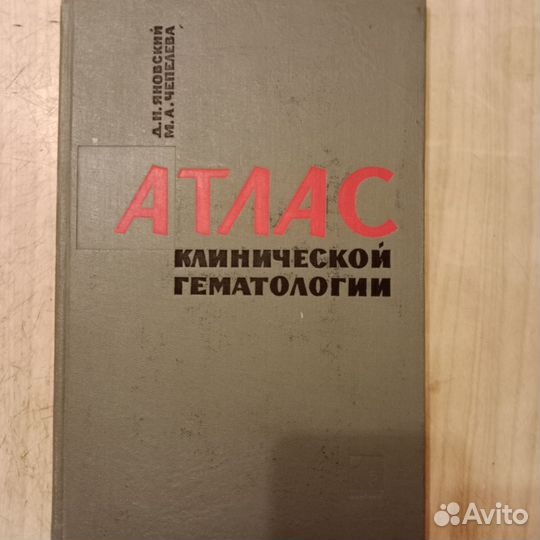 Д.Н. ЯНОВСКИЙ
М.А. ЧЕПЕЛЕВА
АТЛАС
КЛИНИЧЕСКОЙ
ГЕМАТОЛОГИИ
Avito